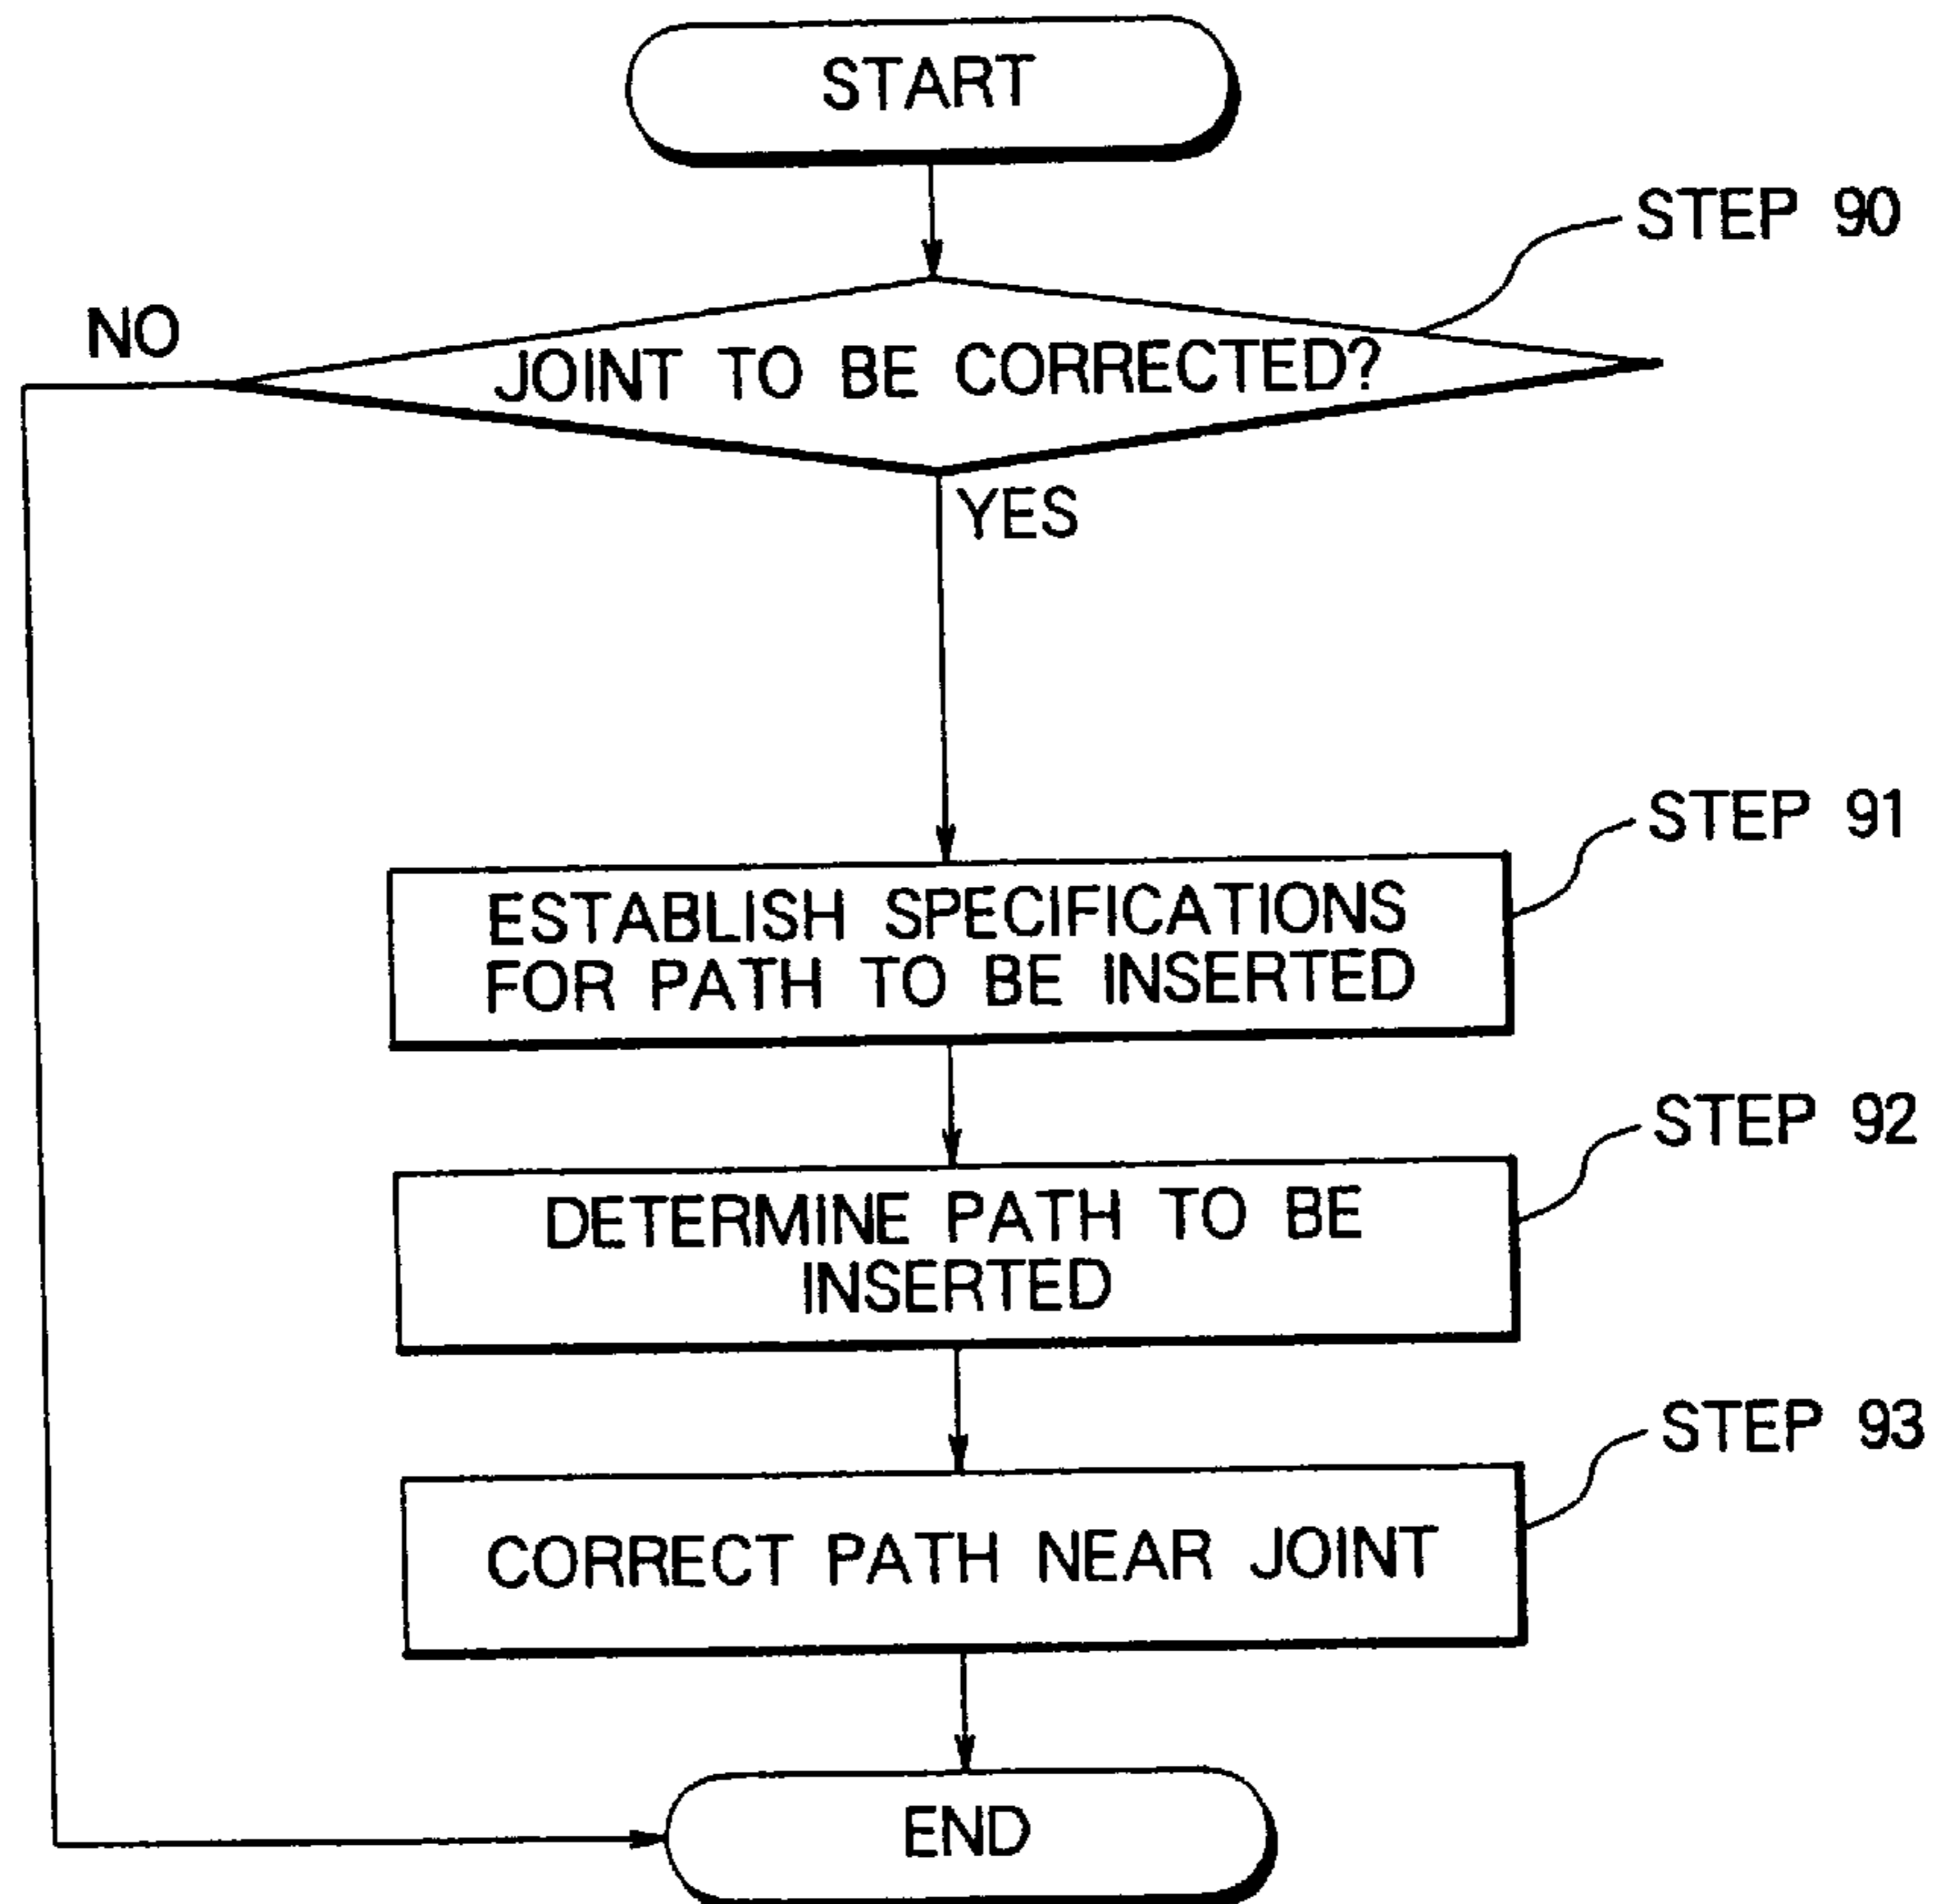 START
STEP 90
NO
JOINT TO BE CORRECTED?
YES
STEP 91
ESTABLISH SPECIFICATIONS
FOR PATH TO BE INSERTED
STEP 92
DETERMINE PATH TO BE
INSERTED
STEP 93
CORRECT PATH NEAR JOINT
END